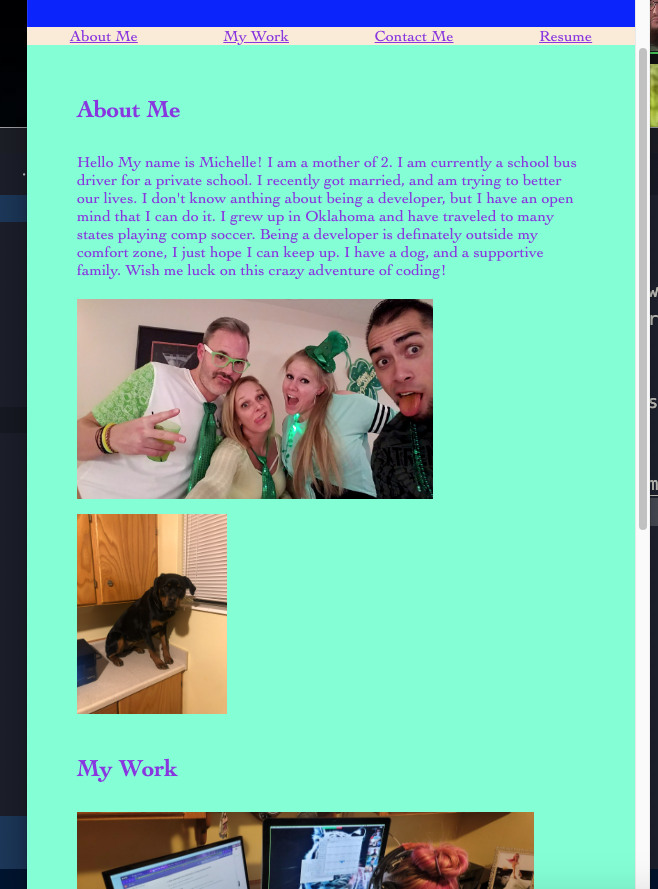 About Me My Work Contact Me Resume
About Me
Hello My name is Michelle! I am a mother of 2. I am currently a school bus
driver for a private school. I recently got married, and am trying to better
our lives. I don't know anthing about being a developer, but I have an open
mind that I can do it. I grew up in Oklahoma and have traveled to many
states playing comp soccer. Being a developer is definately outside my
comfort zone, I just hope I can keep up. I have a dog, and a supportive
family. Wish me luck on this crazy adventure of coding!
My Work